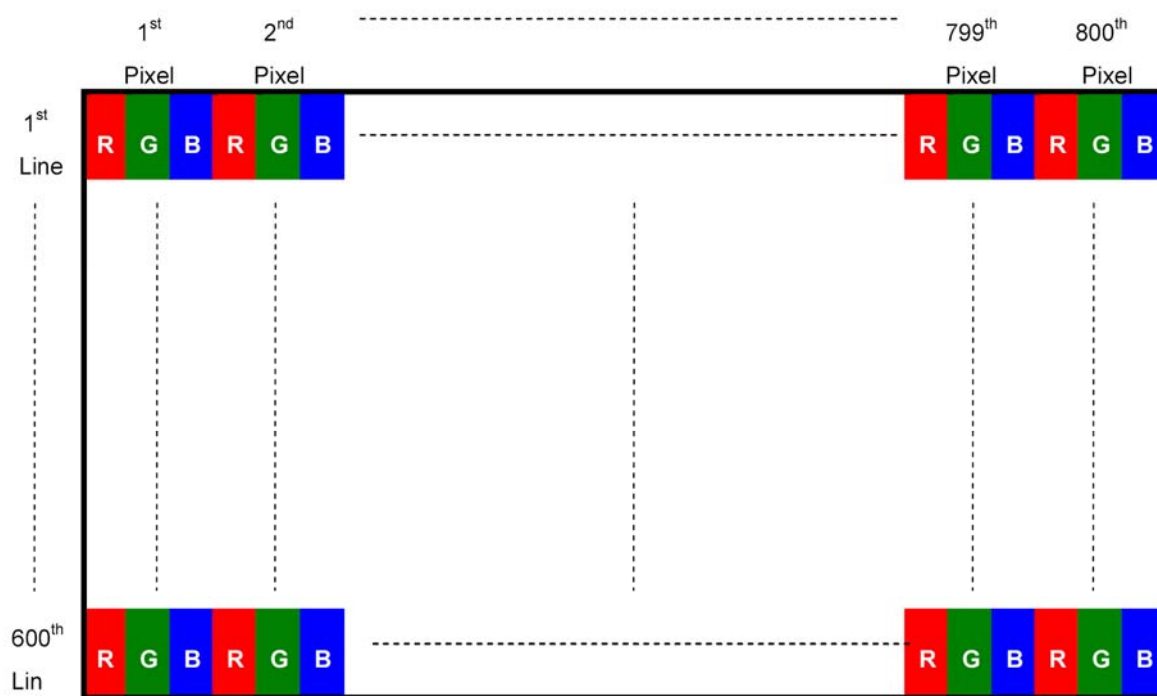 1st 2nd 799th 800th
Pixel Pixel Pixel Pixel
1st
Line
R G B R G B R G B R G B
600th
Lin
R G B R G B R G B R G B